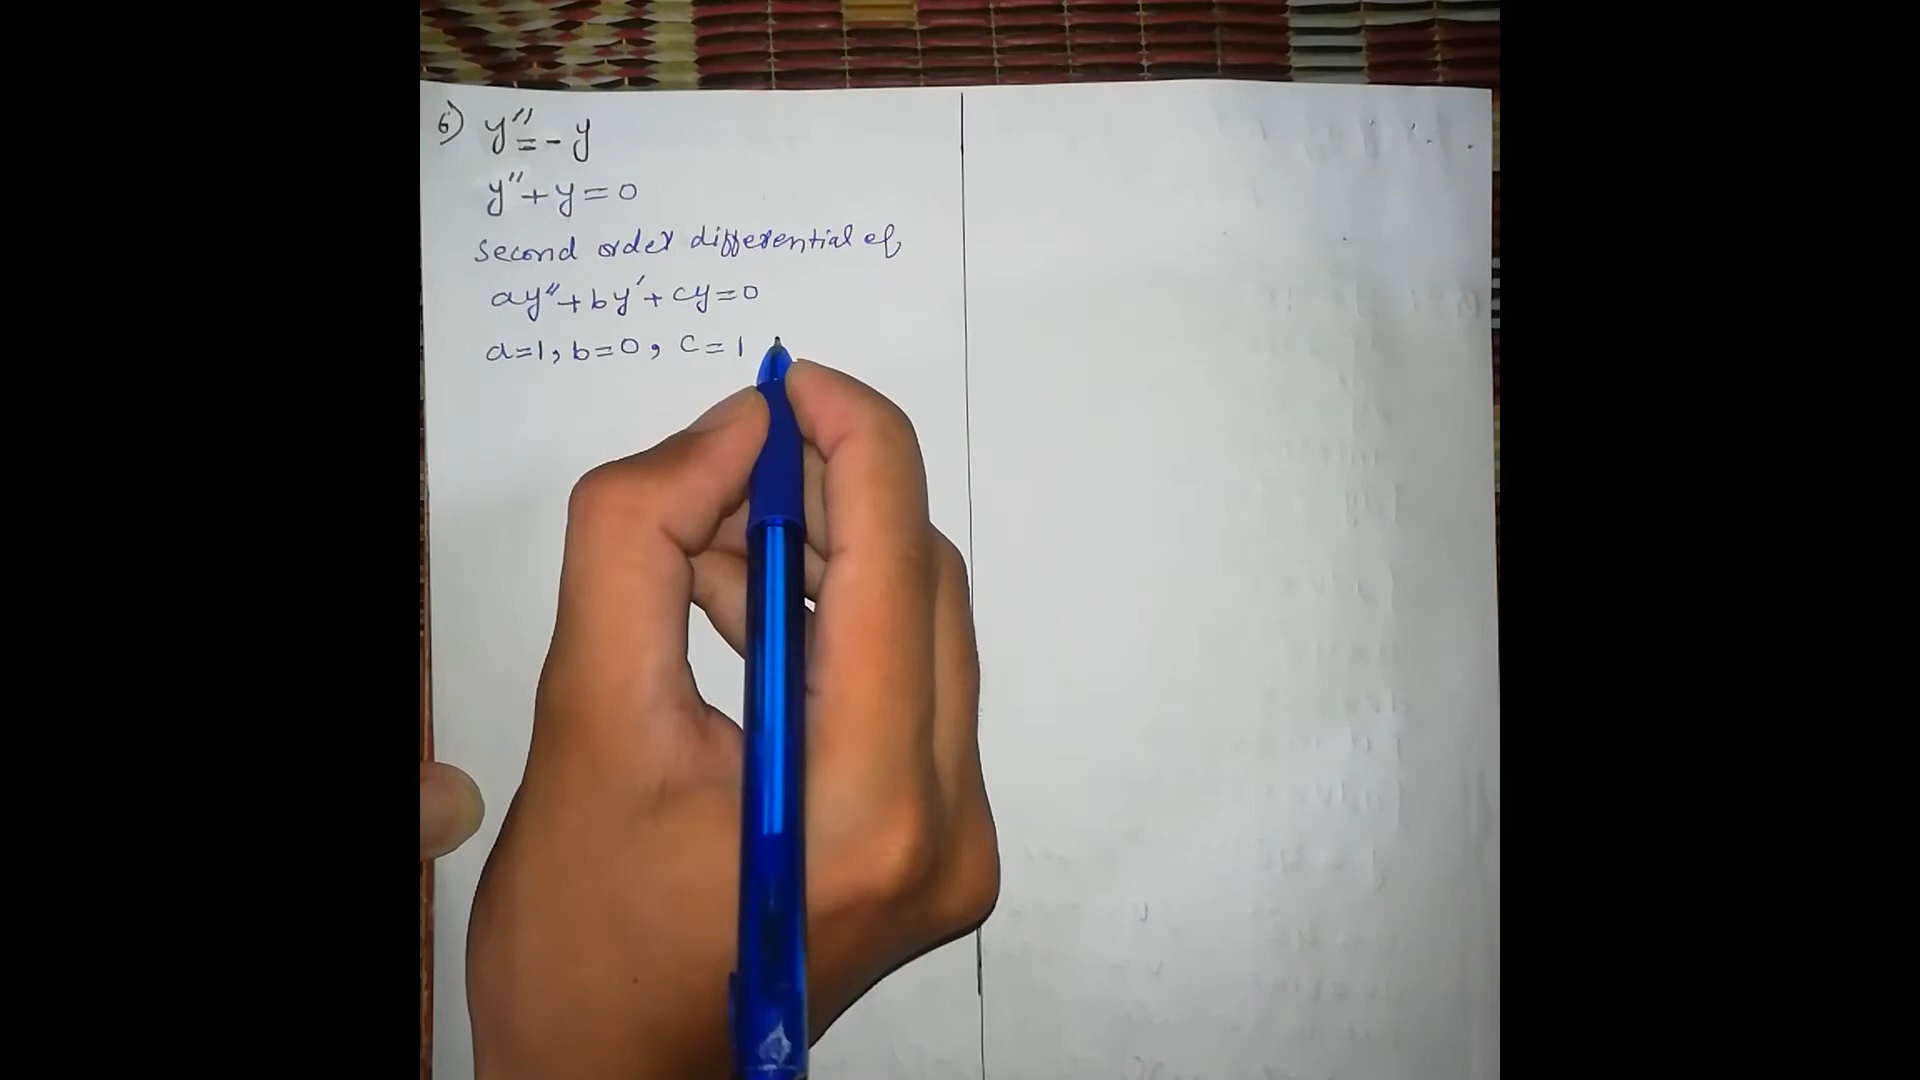 6) y'' = - y
y'' + y = 0
second order differential eq
ay'' + by' + cy = 0
a=1, b=0, c=1